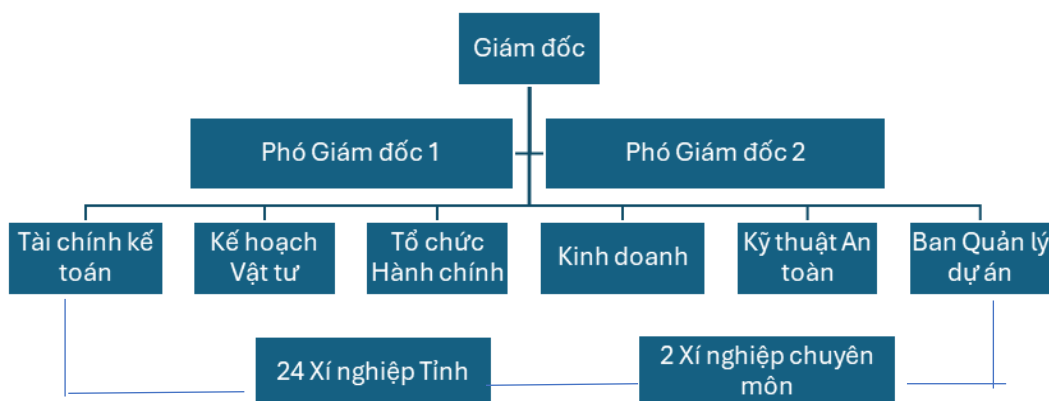 Giám đốc
Phó Giám đốc 1
Phó Giám đốc 2
Tài chính kế
toán
Kế hoạch
Vật tư
Tổ chức
Hành chính
Kinh doanh
Kỹ thuật An
toàn
Ban Quản lý
dự án
24 Xí nghiệp Tỉnh
2 Xí nghiệp chuyên
môn